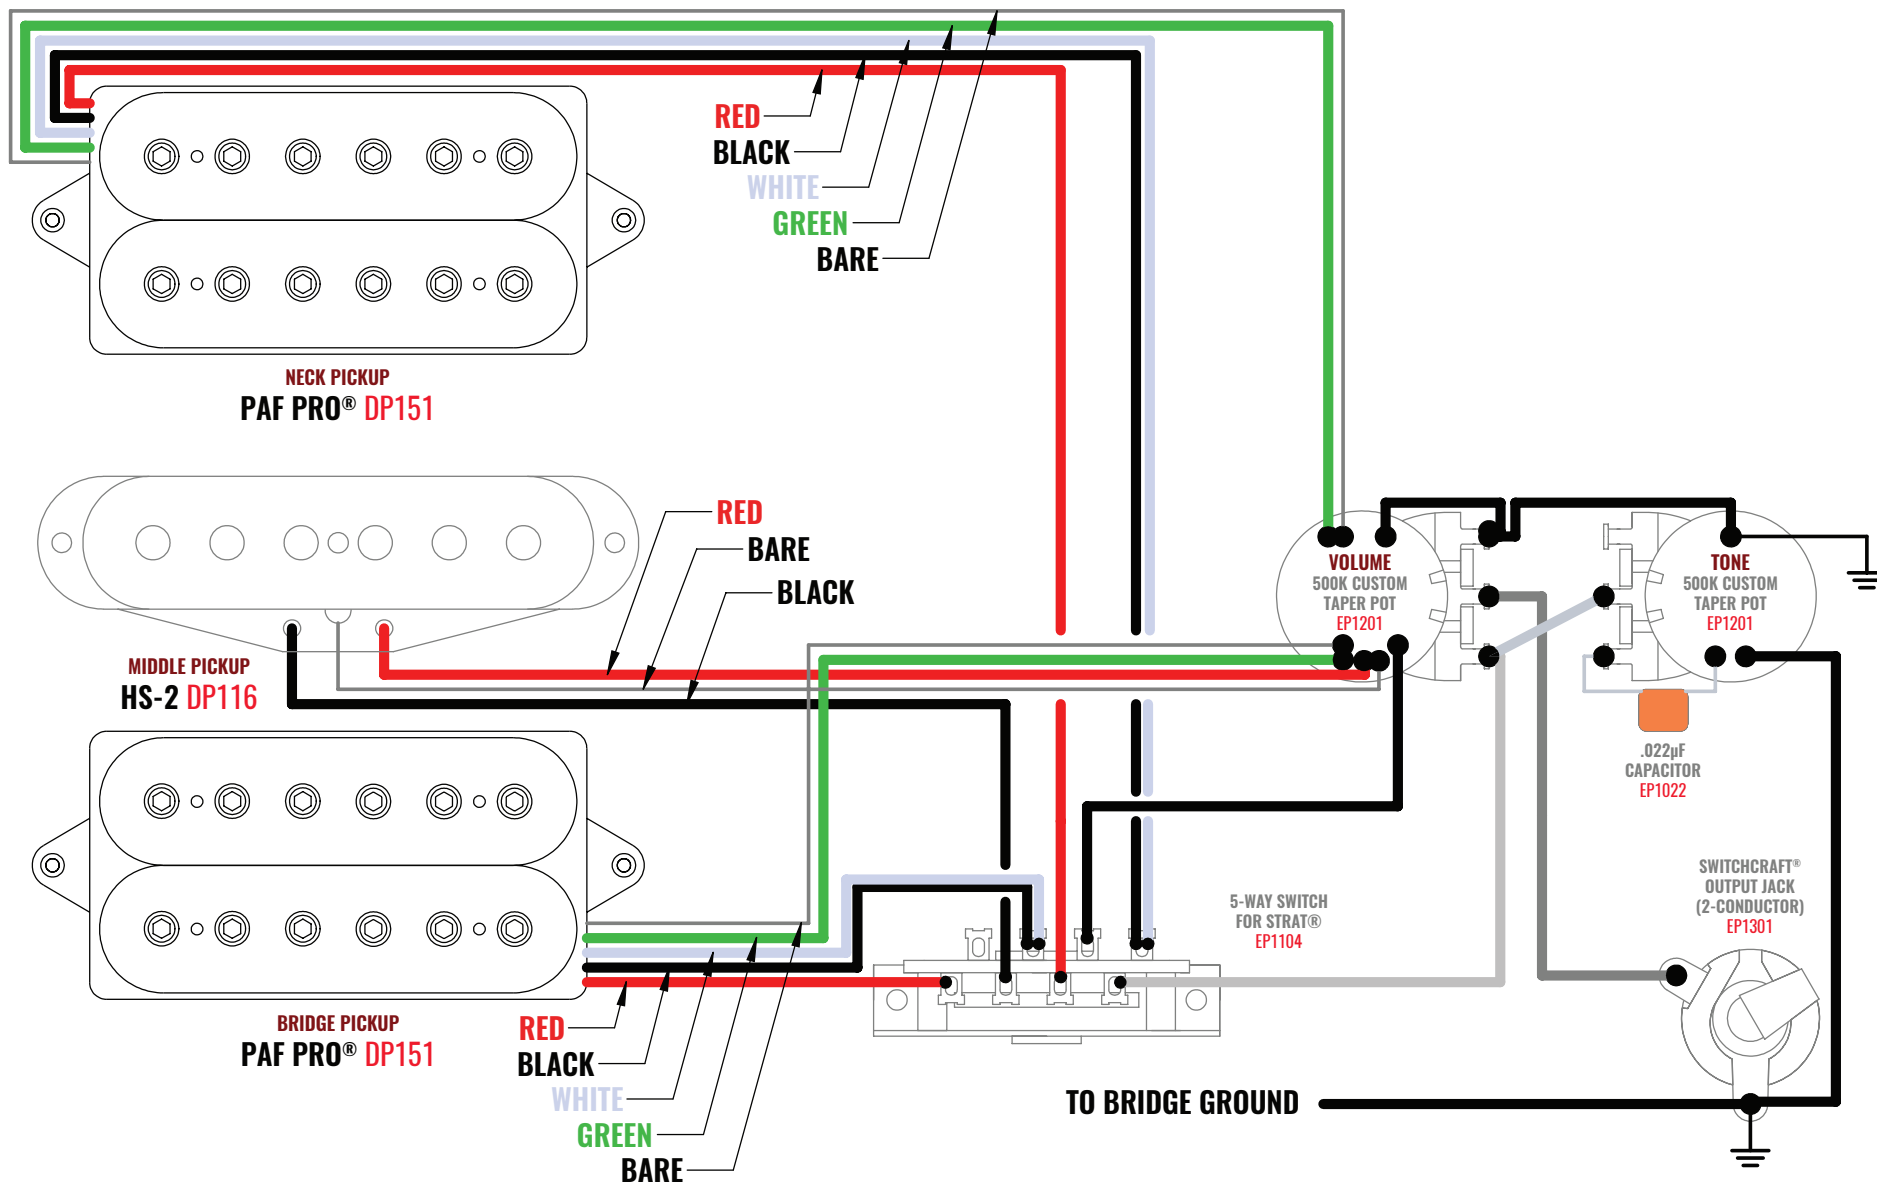 RED
BLACK
WHITE
GREEN
BARE
NECK PICKUP
PAF PRO® DP151
RED
BARE
BLACK
MIDDLE PICKUP
HS-2 DP116
VOLUME
500K CUSTOM
TAPER POT
EP1201
TONE
500K CUSTOM
TAPER POT
EP1201
.022µF
CAPACITOR
EP1022
5-WAY SWITCH
FOR STRAT®
EP1104
SWITCHCRAFT®
OUTPUT JACK
(2-CONDUCTOR)
EP1301
BRIDGE PICKUP
PAF PRO® DP151
RED
BLACK
WHITE
GREEN
BARE
TO BRIDGE GROUND